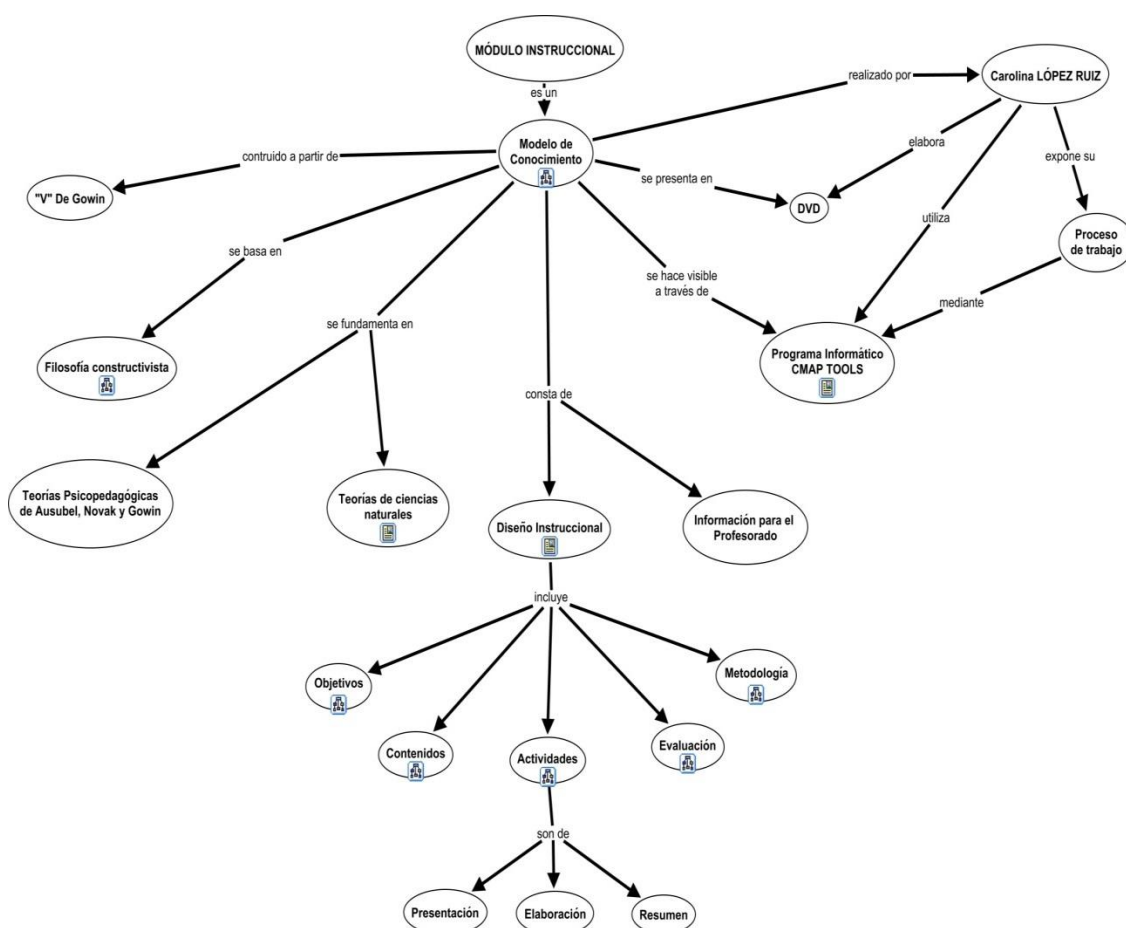 MÓDULO INSTRUCCIONAL
es un
realizado por
Carolina LÓPEZ RUIZ
Modelo de
Conocimiento
contruido a partir de
"V" De Gowin
se presenta en
elabora
expone su
DVD
utiliza
Proceso
de trabajo
se basa en
se hace visible
a través de
mediante
se fundamenta en
Filosofía constructivista
Programa Informático
CMAP TOOLS
consta de
Teorías Psicopedagógicas
de Ausubel, Novak y Gowin
Teorías de ciencias
naturales
Diseño Instruccional
Información para el
Profesorado
incluye
Objetivos
Metodología
Contenidos
Actividades
Evaluación
son de
Presentación
Elaboración
Resumen